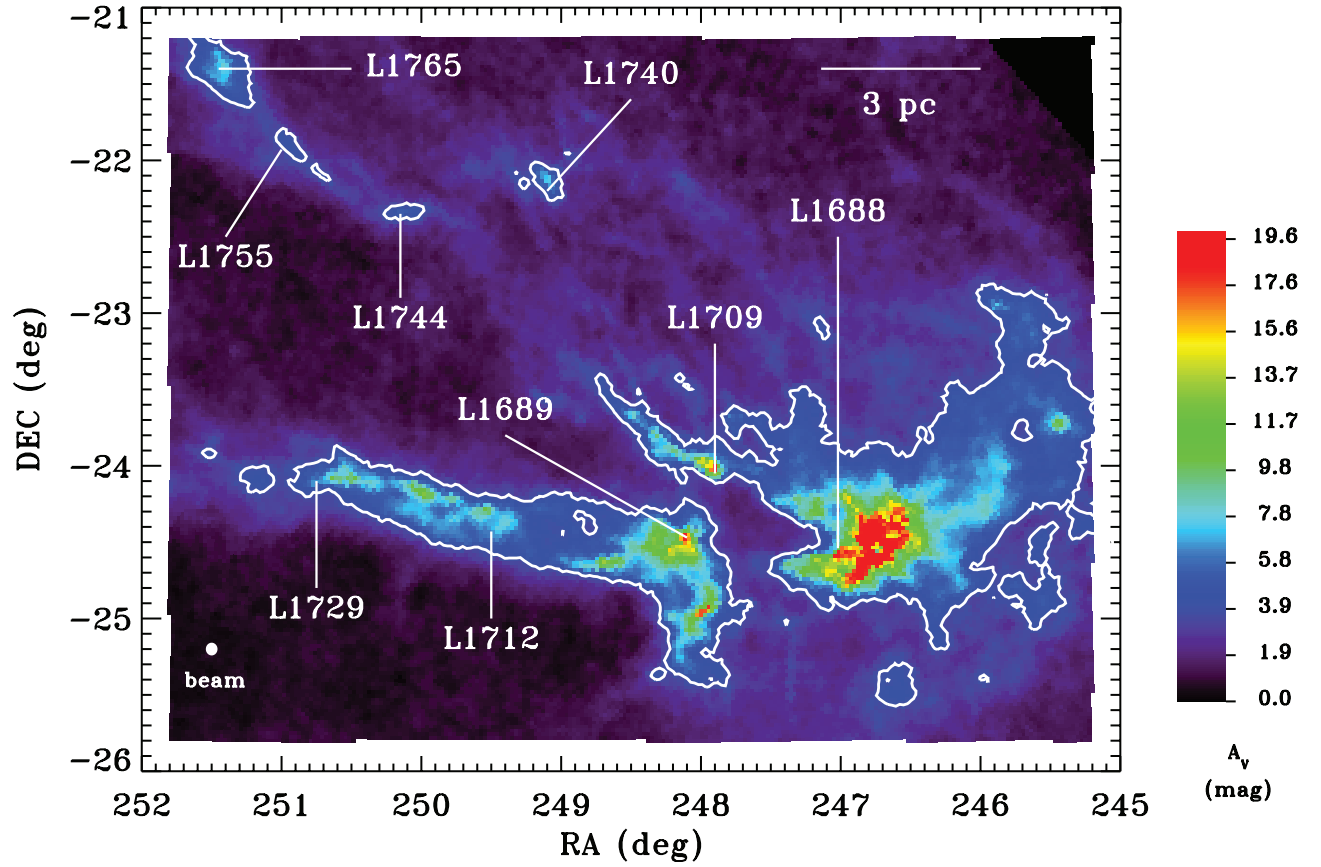 −21
L1765
L1740
3 pc
−22
L1688
L1755
19.6
17.6
−23
L1744
L1709
15.6
13.7
L1689
11.7
DEC (deg)
−24
9.8
7.8
5.8
3.9
L1729
−25
L1712
1.9
beam
0.0
−26
Av
(mag)
252 251 250 249 248 247 246 245
RA (deg)